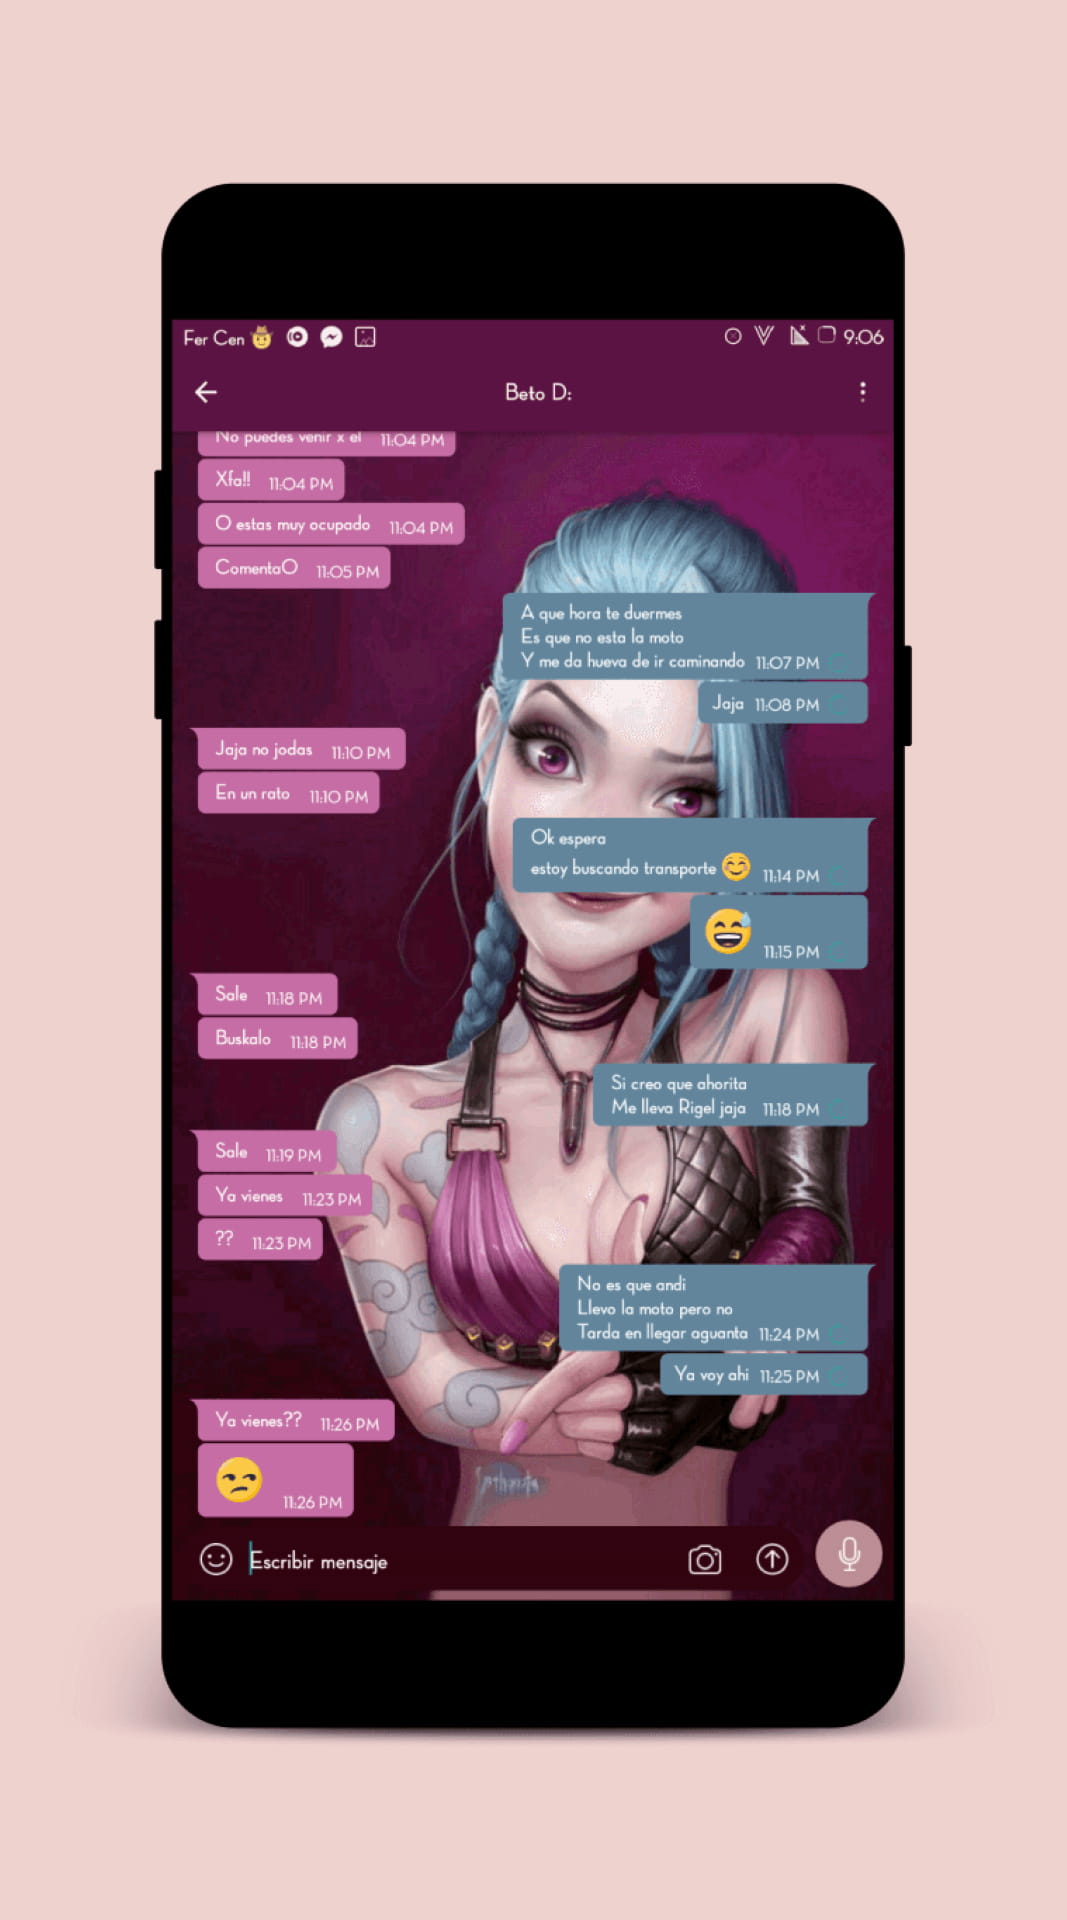 Fer Cen 🤠 9:06
Beto D:
No puedes venir x el 11:04 PM
Xfa!! 11:04 PM
O estas muy ocupado 11:04 PM
ComentaO 11:05 PM
A que hora te duermes
Es que no esta la moto
Y me da hueva de ir caminando 11:07 PM
Jaja 11:08 PM
Jaja no jodas 11:10 PM
En un rato 11:10 PM
Ok espera
estoy buscando transporte 😊 11:14 PM
😅 11:15 PM
Sale 11:18 PM
Buskalo 11:18 PM
Si creo que ahorita
Me lleva Rigel jaja 11:18 PM
Sale 11:19 PM
Ya vienes 11:23 PM
?? 11:23 PM
No es que andi
Llevo la moto pero no
Tarda en llegar aguanta 11:24 PM
Ya voy ahi 11:25 PM
Ya vienes?? 11:26 PM
😒 11:26 PM
Escribir mensaje